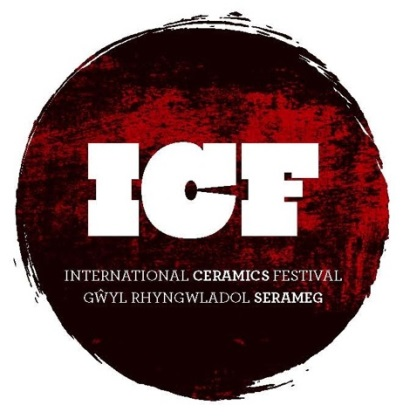 ICF
INTERNATIONAL CERAMICS FESTIVAL
GŴYL RHYNGWLADOL SERAMEG